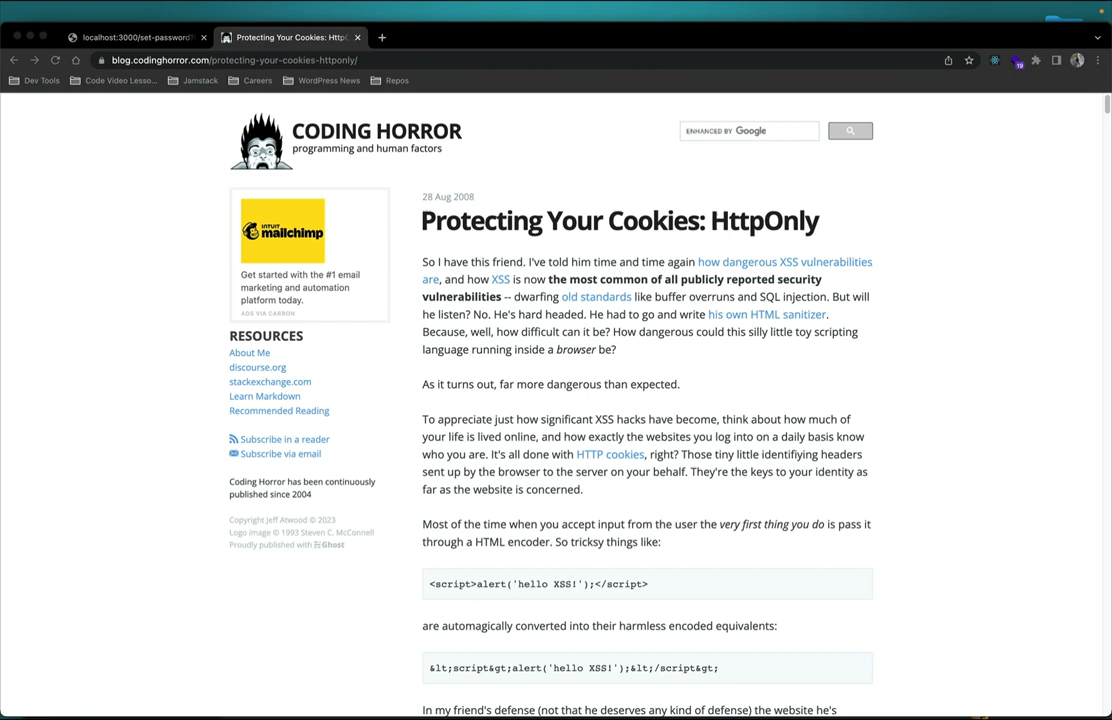 localhost:3000/set-password?
Protecting Your Cookies: HttpO
blog.codinghorror.com/protecting-your-cookies-httponly/
19
Dev Tools
Code Video Lesso...
Jamstack
Careers
WordPress News
Repos
CODING HORROR
programming and human factors
ENHANCED BY Google
intuit
mailchimp
Get started with the #1 email
marketing and automation
platform today.
ADS VIA CARBON
RESOURCES
About Me
discourse.org
stackexchange.com
Learn Markdown
Recommended Reading
Subscribe in a reader
Subscribe via email
Coding Horror has been continuously
published since 2004
Copyright Jeff Atwood © 2023
Logo image © 1993 Steven C. McConnell
Proudly published with Ghost
28 Aug 2008
Protecting Your Cookies: HttpOnly
So I have this friend. I've told him time and time again how dangerous XSS vulnerabilities
are, and how XSS is now the most common of all publicly reported security
vulnerabilities -- dwarfing old standards like buffer overruns and SQL injection. But will
he listen? No. He's hard headed. He had to go and write his own HTML sanitizer.
Because, well, how difficult can it be? How dangerous could this silly little toy scripting
language running inside a browser be?
As it turns out, far more dangerous than expected.
To appreciate just how significant XSS hacks have become, think about how much of
your life is lived online, and how exactly the websites you log into on a daily basis know
who you are. It's all done with HTTP cookies, right? Those tiny little identifiying headers
sent up by the browser to the server on your behalf. They're the keys to your identity as
far as the website is concerned.
Most of the time when you accept input from the user the very first thing you do is pass it
through a HTML encoder. So tricksy things like:
<script>alert('hello XSS!');</script>
are automagically converted into their harmless encoded equivalents:
&lt;script&gt;alert('hello XSS!');&lt;/script&gt;
In my friend's defense (not that he deserves any kind of defense) the website he's